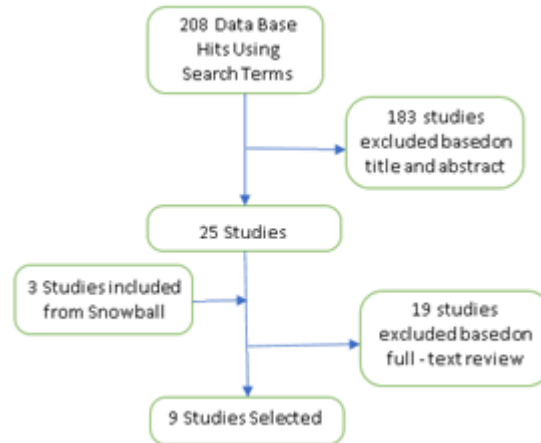 208 Data Base
Hits Using
Search Terms
183 studies
excluded basedon
title and abstract
25 Studies
3 Studies included
from Snowball
19 studies
excluded basedon
full - text review
9 Studies Selected